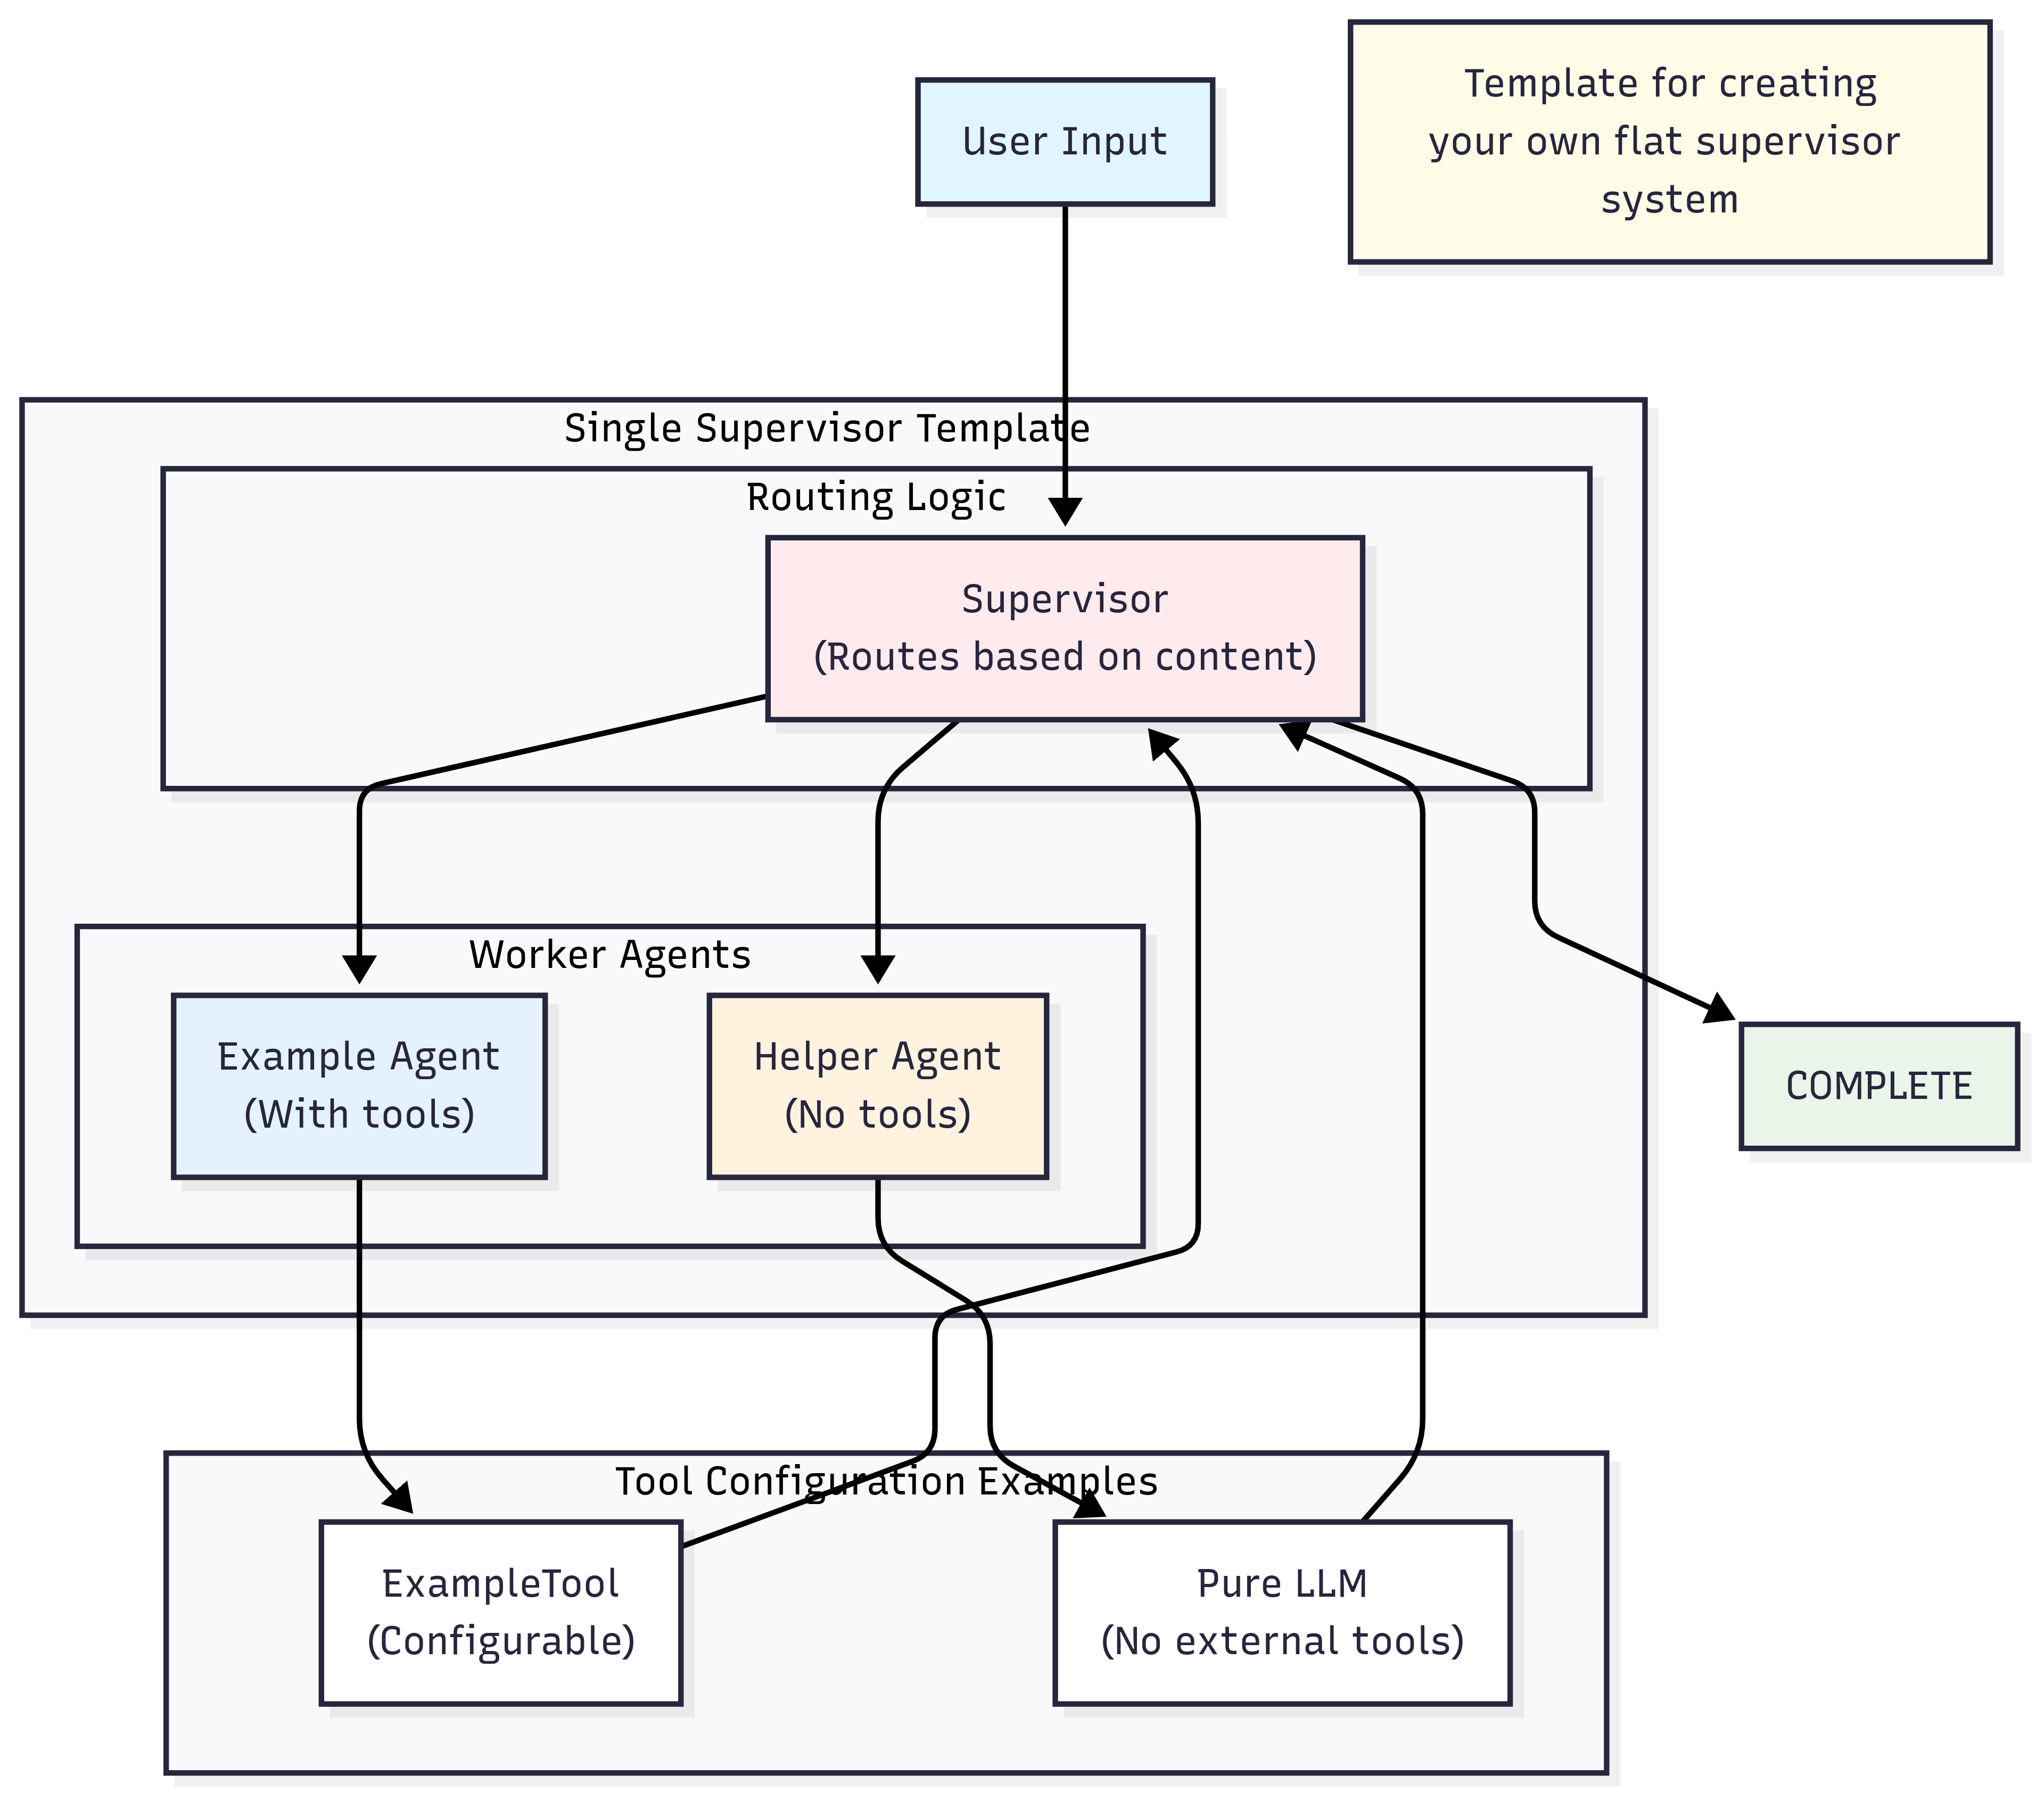 Template for creating
your own flat supervisor
system
User Input
Single Supervisor Template
Routing Logic
Supervisor
(Routes based on content)
Worker Agents
Example Agent
(With tools)
Helper Agent
(No tools)
COMPLETE
Tool Configuration Examples
ExampleTool
(Configurable)
Pure LLM
(No external tools)